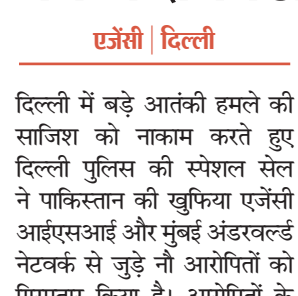 एजेंसी | दिल्ली
दिल्ली में बड़े आतंकी हमले की
साजिश को नाकाम करते हुए
दिल्ली पुलिस की स्पेशल सेल
ने पाकिस्तान की खुफिया एजेंसी
आईएसआई और मुंबई अंडरवर्ल्ड
नेटवर्क से जुड़े नौ आरोपितों को